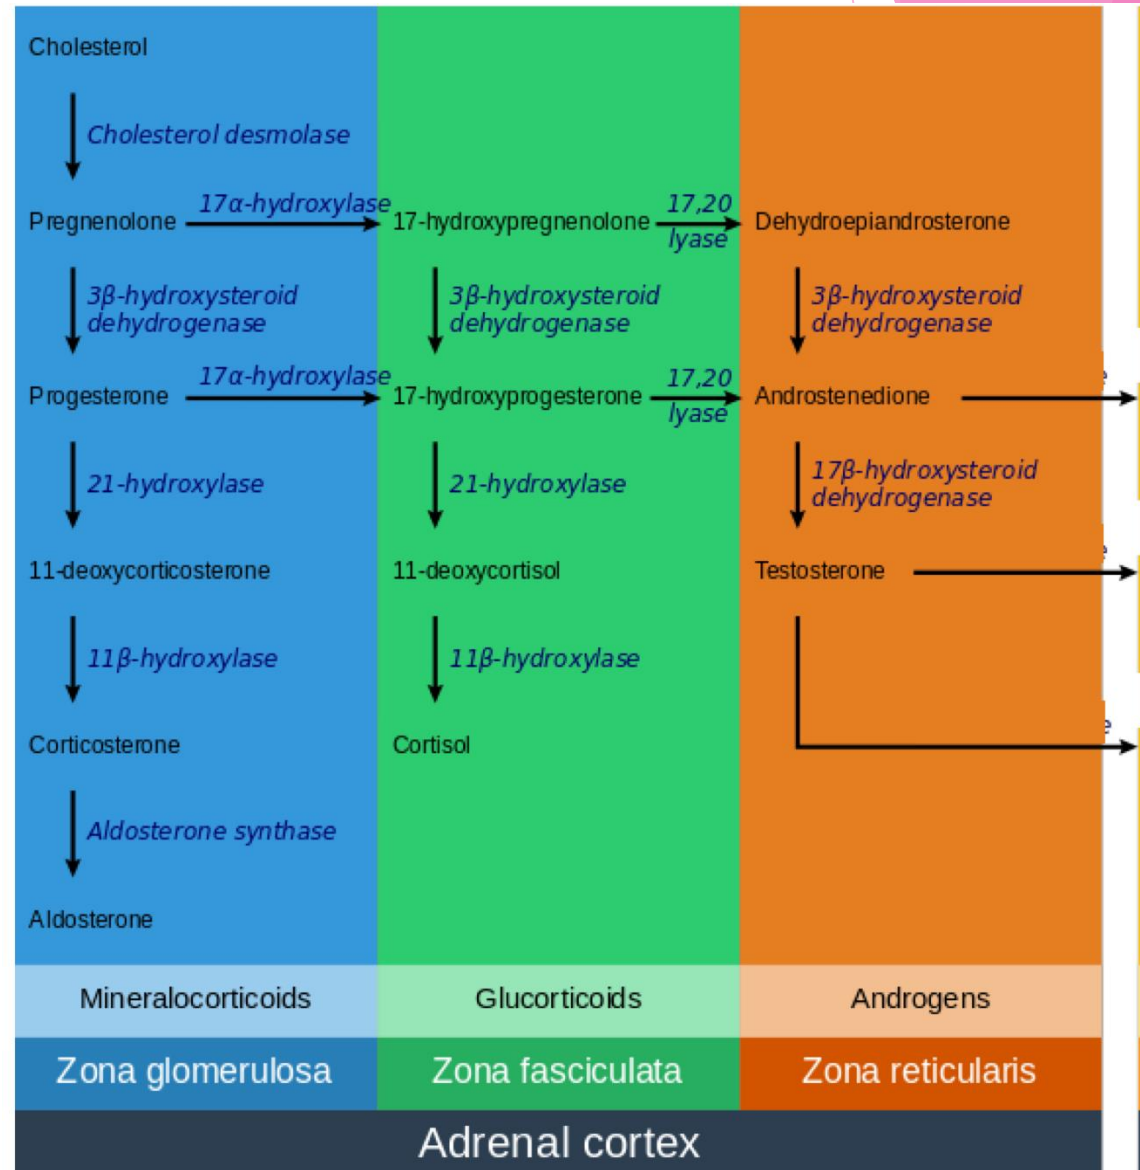 Cholesterol
Cholesterol desmolase
Pregnenolone
17α-hydroxylase
17-hydroxypregnenolone
17,20
lyase
Dehydroepiandrosterone
3β-hydroxysteroid
dehydrogenase
3β-hydroxysteroid
dehydrogenase
3β-hydroxysteroid
dehydrogenase
Progesterone
17α-hydroxylase
17-hydroxyprogesterone
17,20
lyase
Androstenedione
21-hydroxylase
21-hydroxylase
17β-hydroxysteroid
dehydrogenase
11-deoxycorticosterone
11-deoxycortisol
Testosterone
11β-hydroxylase
11β-hydroxylase
Corticosterone
Cortisol
Aldosterone synthase
Aldosterone
Mineralocorticoids
Glucorticoids
Androgens
Zona glomerulosa
Zona fasciculata
Zona reticularis
Adrenal cortex